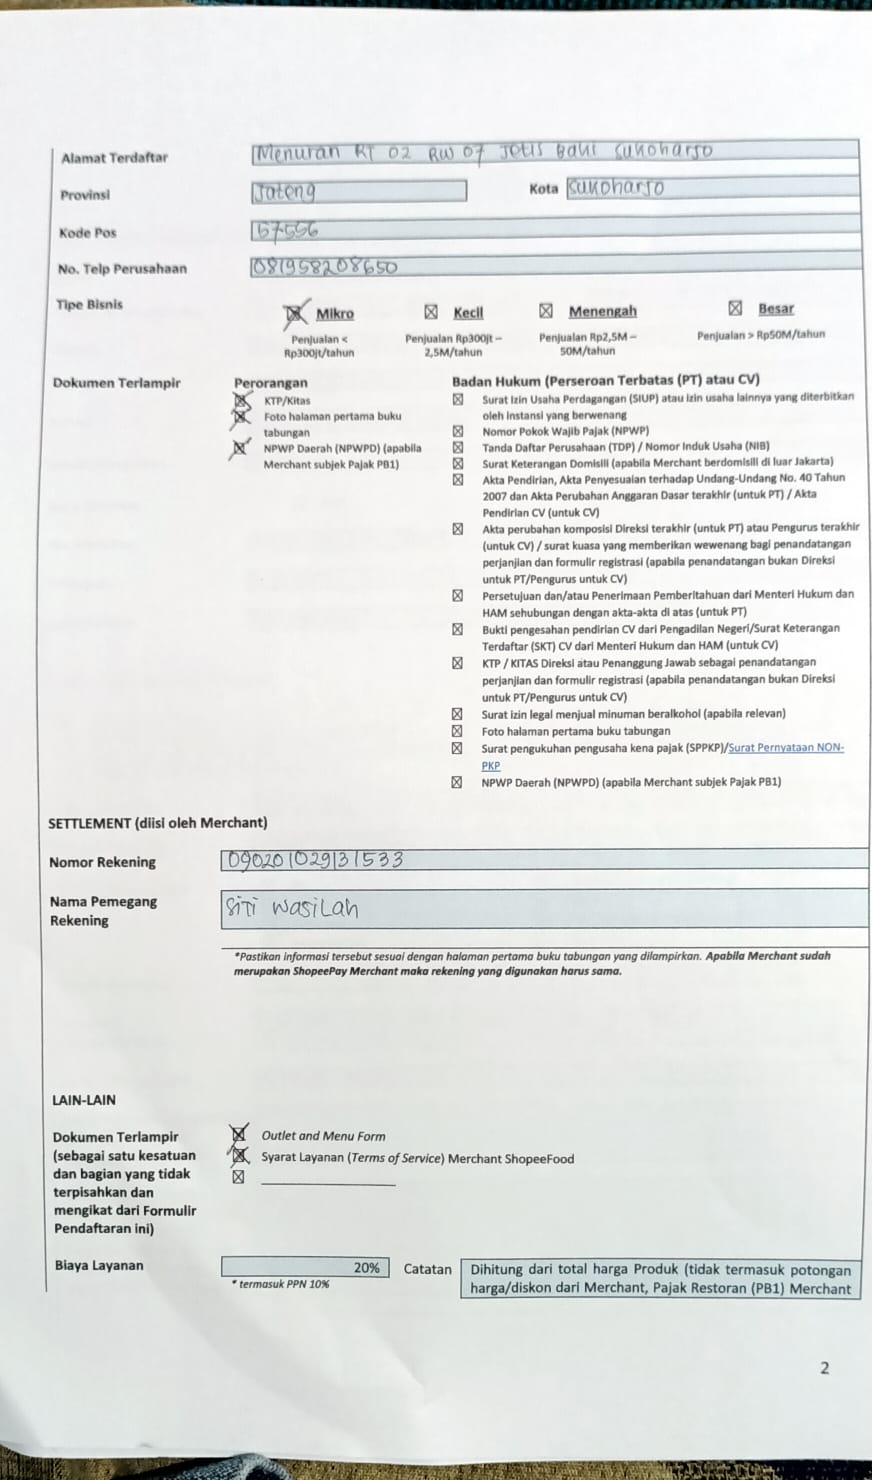 Alamat Terdaftar Menuran RT 02 RW 07 Jetis Baki Sukoharjo
Provinsi Jateng Kota Sukoharjo
Kode Pos 57556
No. Telp Perusahaan 081958208650
Tipe Bisnis ☒ Mikro ☒ Kecil ☒ Menengah ☒ Besar
Penjualan < Penjualan Rp300jt – Penjualan Rp2,5M – Penjualan > Rp50M/tahun
Rp300jt/tahun 2,5M/tahun 50M/tahun
Dokumen Terlampir Perorangan
☒ KTP/Kitas
☒ Foto halaman pertama buku
tabungan
☒ NPWP Daerah (NPWPD) (apabila
Merchant subjek Pajak PB1)
Badan Hukum (Perseroan Terbatas (PT) atau CV)
☒ Surat Izin Usaha Perdagangan (SIUP) atau izin usaha lainnya yang diterbitkan
oleh instansi yang berwenang
☒ Nomor Pokok Wajib Pajak (NPWP)
☒ Tanda Daftar Perusahaan (TDP) / Nomor Induk Usaha (NIB)
☒ Surat Keterangan Domisili (apabila Merchant berdomisili di luar Jakarta)
☒ Akta Pendirian, Akta Penyesuaian terhadap Undang-Undang No. 40 Tahun
2007 dan Akta Perubahan Anggaran Dasar terakhir (untuk PT) / Akta
Pendirian CV (untuk CV)
☒ Akta perubahan komposisi Direksi terakhir (untuk PT) atau Pengurus terakhir
(untuk CV) / surat kuasa yang memberikan wewenang bagi penandatangan
perjanjian dan formulir registrasi (apabila penandatangan bukan Direksi
untuk PT/Pengurus untuk CV)
☒ Persetujuan dan/atau Penerimaan Pemberitahuan dari Menteri Hukum dan
HAM sehubungan dengan akta-akta di atas (untuk PT)
☒ Bukti pengesahan pendirian CV dari Pengadilan Negeri/Surat Keterangan
Terdaftar (SKT) CV dari Menteri Hukum dan HAM (untuk CV)
☒ KTP / KITAS Direksi atau Penanggung Jawab sebagai penandatangan
perjanjian dan formulir registrasi (apabila penandatangan bukan Direksi
untuk PT/Pengurus untuk CV)
☒ Surat izin legal menjual minuman beralkohol (apabila relevan)
☒ Foto halaman pertama buku tabungan
☒ Surat pengukuhan pengusaha kena pajak (SPPKP)/Surat Pernyataan NON-
PKP
☒ NPWP Daerah (NPWPD) (apabila Merchant subjek Pajak PB1)
SETTLEMENT (diisi oleh Merchant)
Nomor Rekening 090201029131533
Nama Pemegang
Rekening
Siti Wasilah
*Pastikan informasi tersebut sesuai dengan halaman pertama buku tabungan yang dilampirkan. Apabila Merchant sudah
merupakan ShopeePay Merchant maka rekening yang digunakan harus sama.
LAIN-LAIN
Dokumen Terlampir
(sebagai satu kesatuan
dan bagian yang tidak
terpisahkan dan
mengikat dari Formulir
Pendaftaran ini)
☒ Outlet and Menu Form
☒ Syarat Layanan (Terms of Service) Merchant ShopeeFood
☒
Biaya Layanan 20%
* termasuk PPN 10%
Catatan
Dihitung dari total harga Produk (tidak termasuk potongan
harga/diskon dari Merchant, Pajak Restoran (PB1) Merchant
2